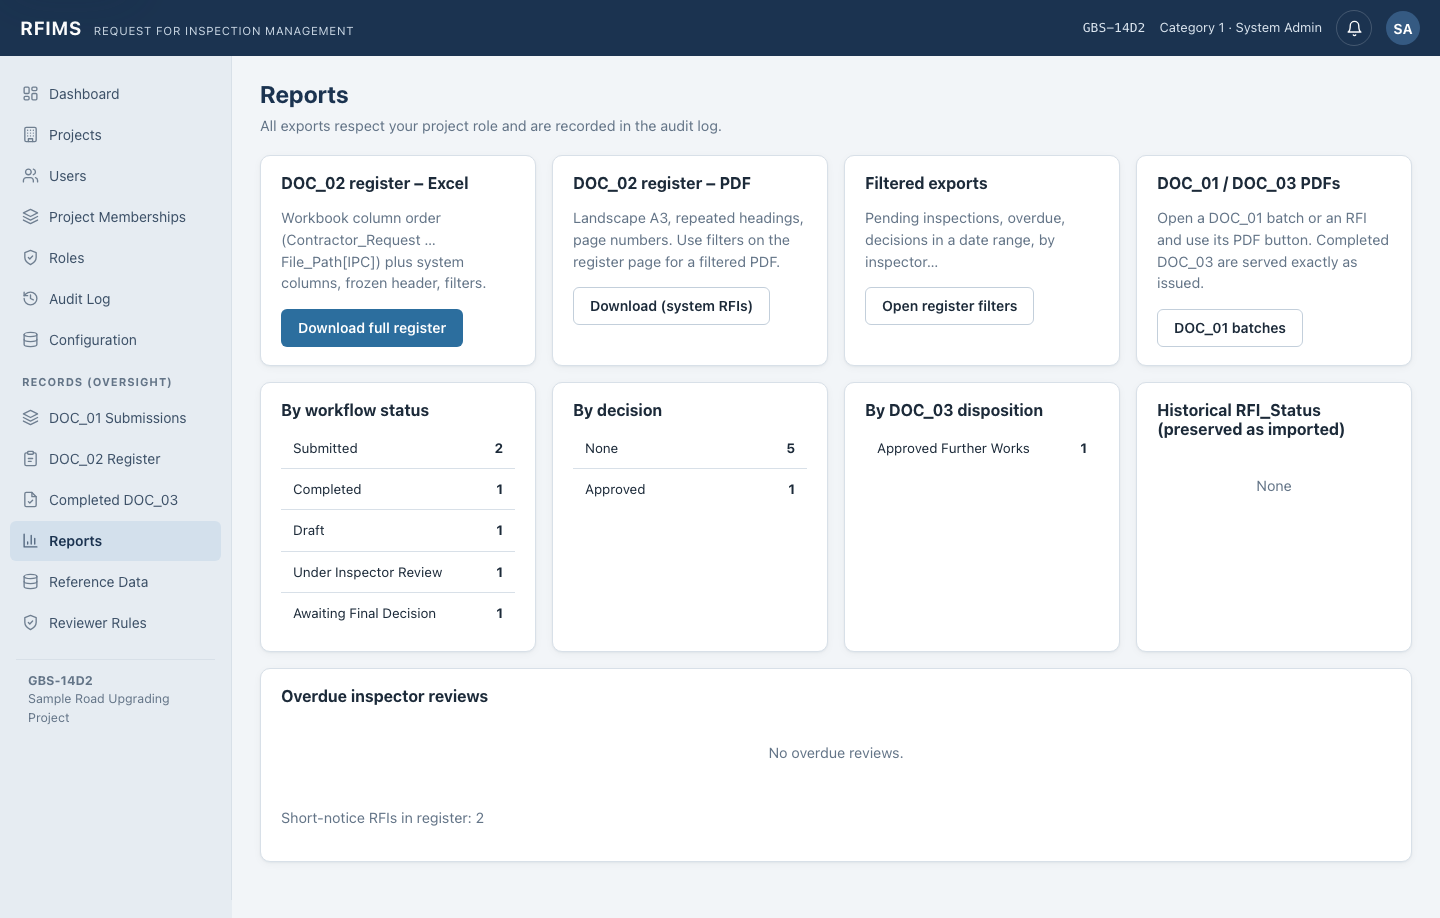 RFIMS REQUEST FOR INSPECTION MANAGEMENT
GBS–14D2 Category 1 · System Admin SA
Dashboard
Projects
Users
Project Memberships
Roles
Audit Log
Configuration
RECORDS (OVERSIGHT)
DOC_01 Submissions
DOC_02 Register
Completed DOC_03
Reports
Reference Data
Reviewer Rules
GBS-14D2
Sample Road Upgrading
Project
Reports
All exports respect your project role and are recorded in the audit log.
DOC_02 register – Excel
Workbook column order
(Contractor_Request ...
File_Path[IPC]) plus system
columns, frozen header, filters.
Download full register
DOC_02 register – PDF
Landscape A3, repeated headings,
page numbers. Use filters on the
register page for a filtered PDF.
Download (system RFIs)
Filtered exports
Pending inspections, overdue,
decisions in a date range, by
inspector...
Open register filters
DOC_01 / DOC_03 PDFs
Open a DOC_01 batch or an RFI
and use its PDF button. Completed
DOC_03 are served exactly as
issued.
DOC_01 batches
By workflow status
Submitted 2
Completed 1
Draft 1
Under Inspector Review 1
Awaiting Final Decision 1
By decision
None 5
Approved 1
By DOC_03 disposition
Approved Further Works 1
Historical RFI_Status
(preserved as imported)
None
Overdue inspector reviews
No overdue reviews.
Short-notice RFIs in register: 2